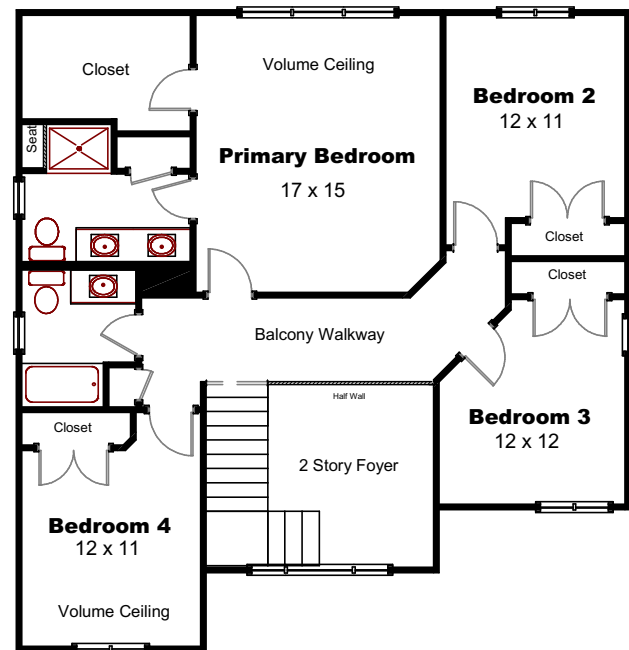 Closet
Volume Ceiling
Bedroom 2
12 x 11
Seat
Primary Bedroom
17 x 15
Closet
Closet
Balcony Walkway
Half Wall
Closet
Bedroom 3
12 x 12
2 Story Foyer
Bedroom 4
12 x 11
Volume Ceiling